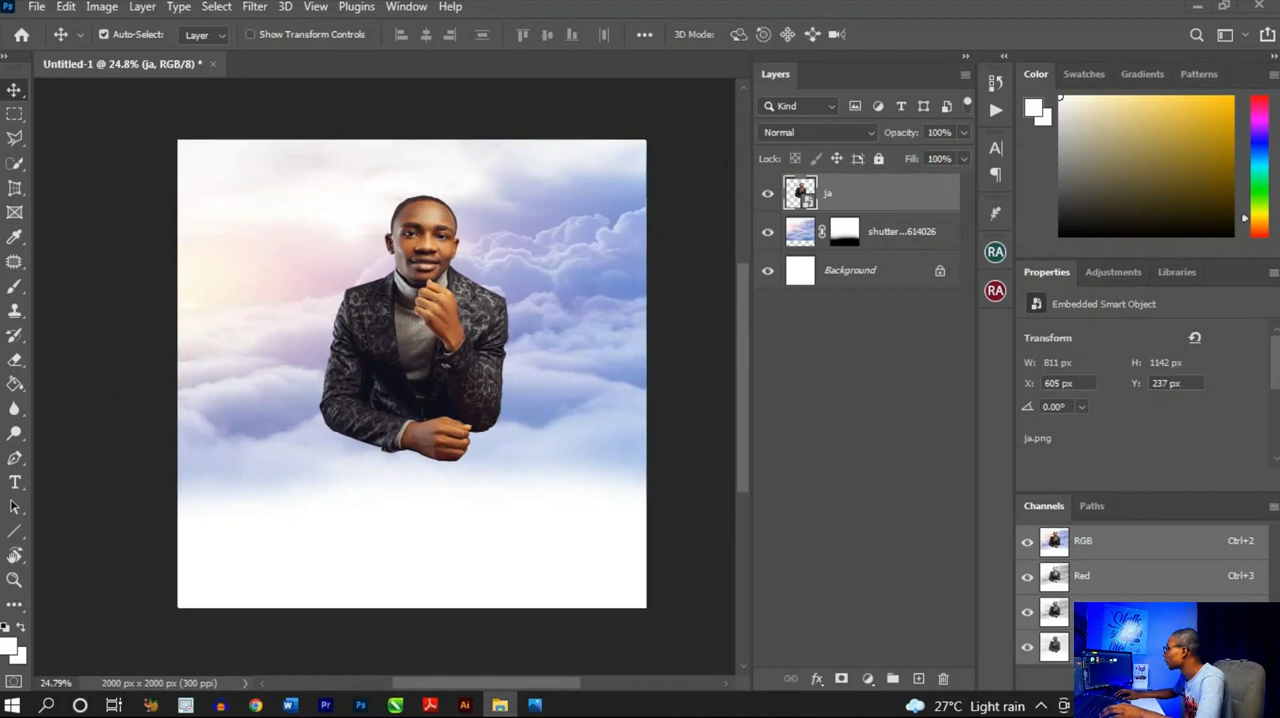 Ps File Edit Image Layer Type Select Filter 3D View Plugins Window Help
Auto-Select: Layer Show Transform Controls 3D Mode:
Untitled-1 @ 24.8% (ja, RGB/8) *
Layers
Kind
Normal Opacity: 100%
Lock: Fill: 100%
ja
shutter...614026
Background
RA
RA
Color Swatches Gradients Patterns
Properties Adjustments Libraries
Embedded Smart Object
Transform
W: 811 px H: 1142 px
X: 605 px Y: 237 px
0.00°
ja.png
Channels Paths
RGB Ctrl+2
Red Ctrl+3
24.79% 2000 px x 2000 px (300 ppi)
27°C Light rain